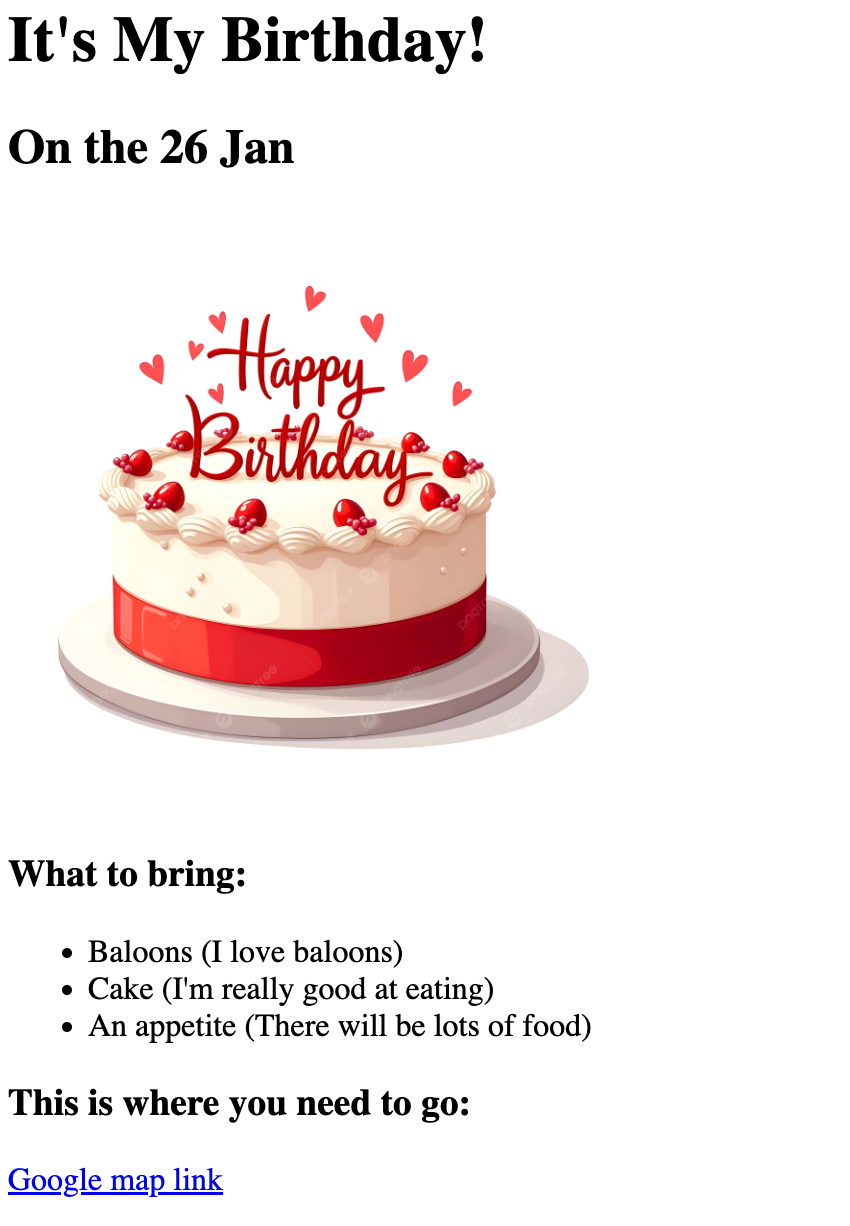 It's My Birthday!
On the 26 Jan
Happy
Birthday
What to bring:
Baloons (I love baloons)
Cake (I'm really good at eating)
An appetite (There will be lots of food)
This is where you need to go:
Google map link